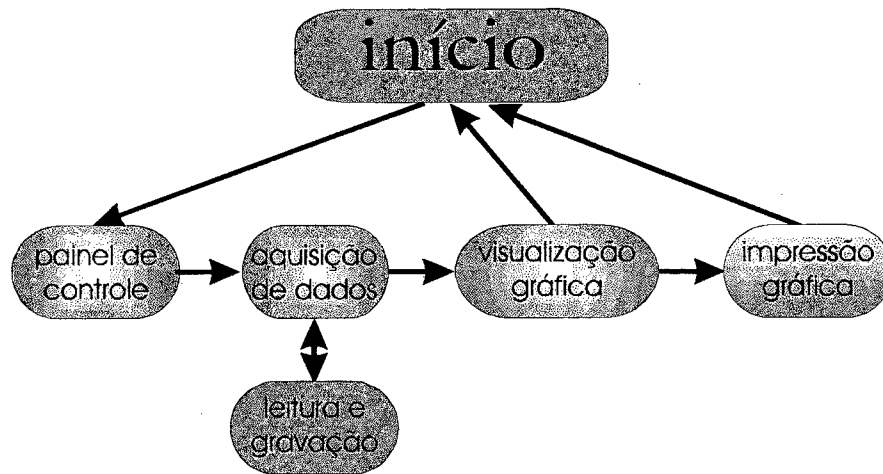 início
painel de
controle
aquisição
de dados
visualização
gráfica
impressão
gráfica
leitura e
gravação